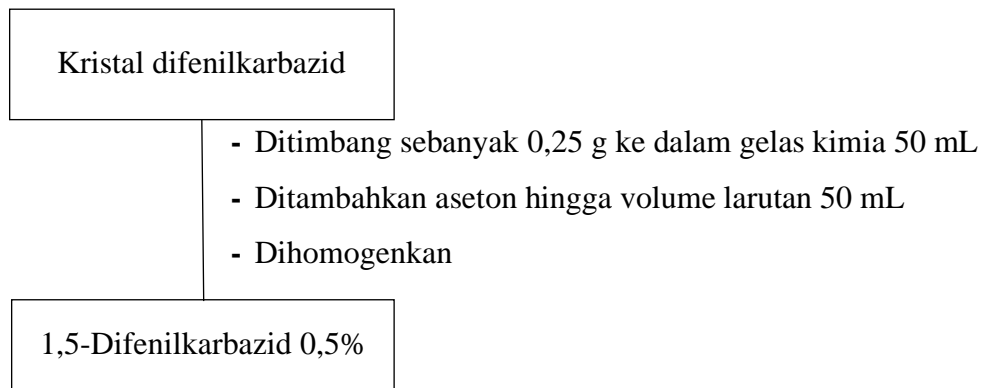 Kristal difenilkarbazid
- Ditimbang sebanyak 0,25 g ke dalam gelas kimia 50 mL
- Ditambahkan aseton hingga volume larutan 50 mL
- Dihomogenkan
1,5-Difenilkarbazid 0,5%